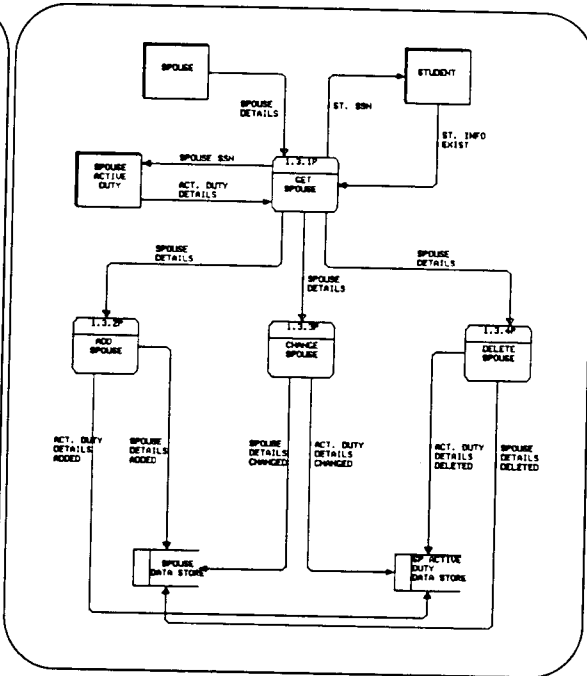 SPOUSE
STUDENT
SPOUSE
DETAILS
ST. SSN
ST. INFO
EXIST
SPOUSE SSN
1.3.1P
GET
SPOUSE
SPOUSE
ACTIVE
DUTY
ACT. DUTY
DETAILS
SPOUSE
DETAILS
SPOUSE
DETAILS
SPOUSE
DETAILS
1.3.2P
ADD
SPOUSE
1.3.3P
CHANGE
SPOUSE
1.3.4P
DELETE
SPOUSE
ACT. DUTY
DETAILS
ADDED
SPOUSE
DETAILS
ADDED
SPOUSE
DETAILS
CHANGED
ACT. DUTY
DETAILS
CHANGED
ACT. DUTY
DETAILS
DELETED
SPOUSE
DETAILS
DELETED
SPOUSE
DATA STORE
SP ACTIVE
DUTY
DATA STORE